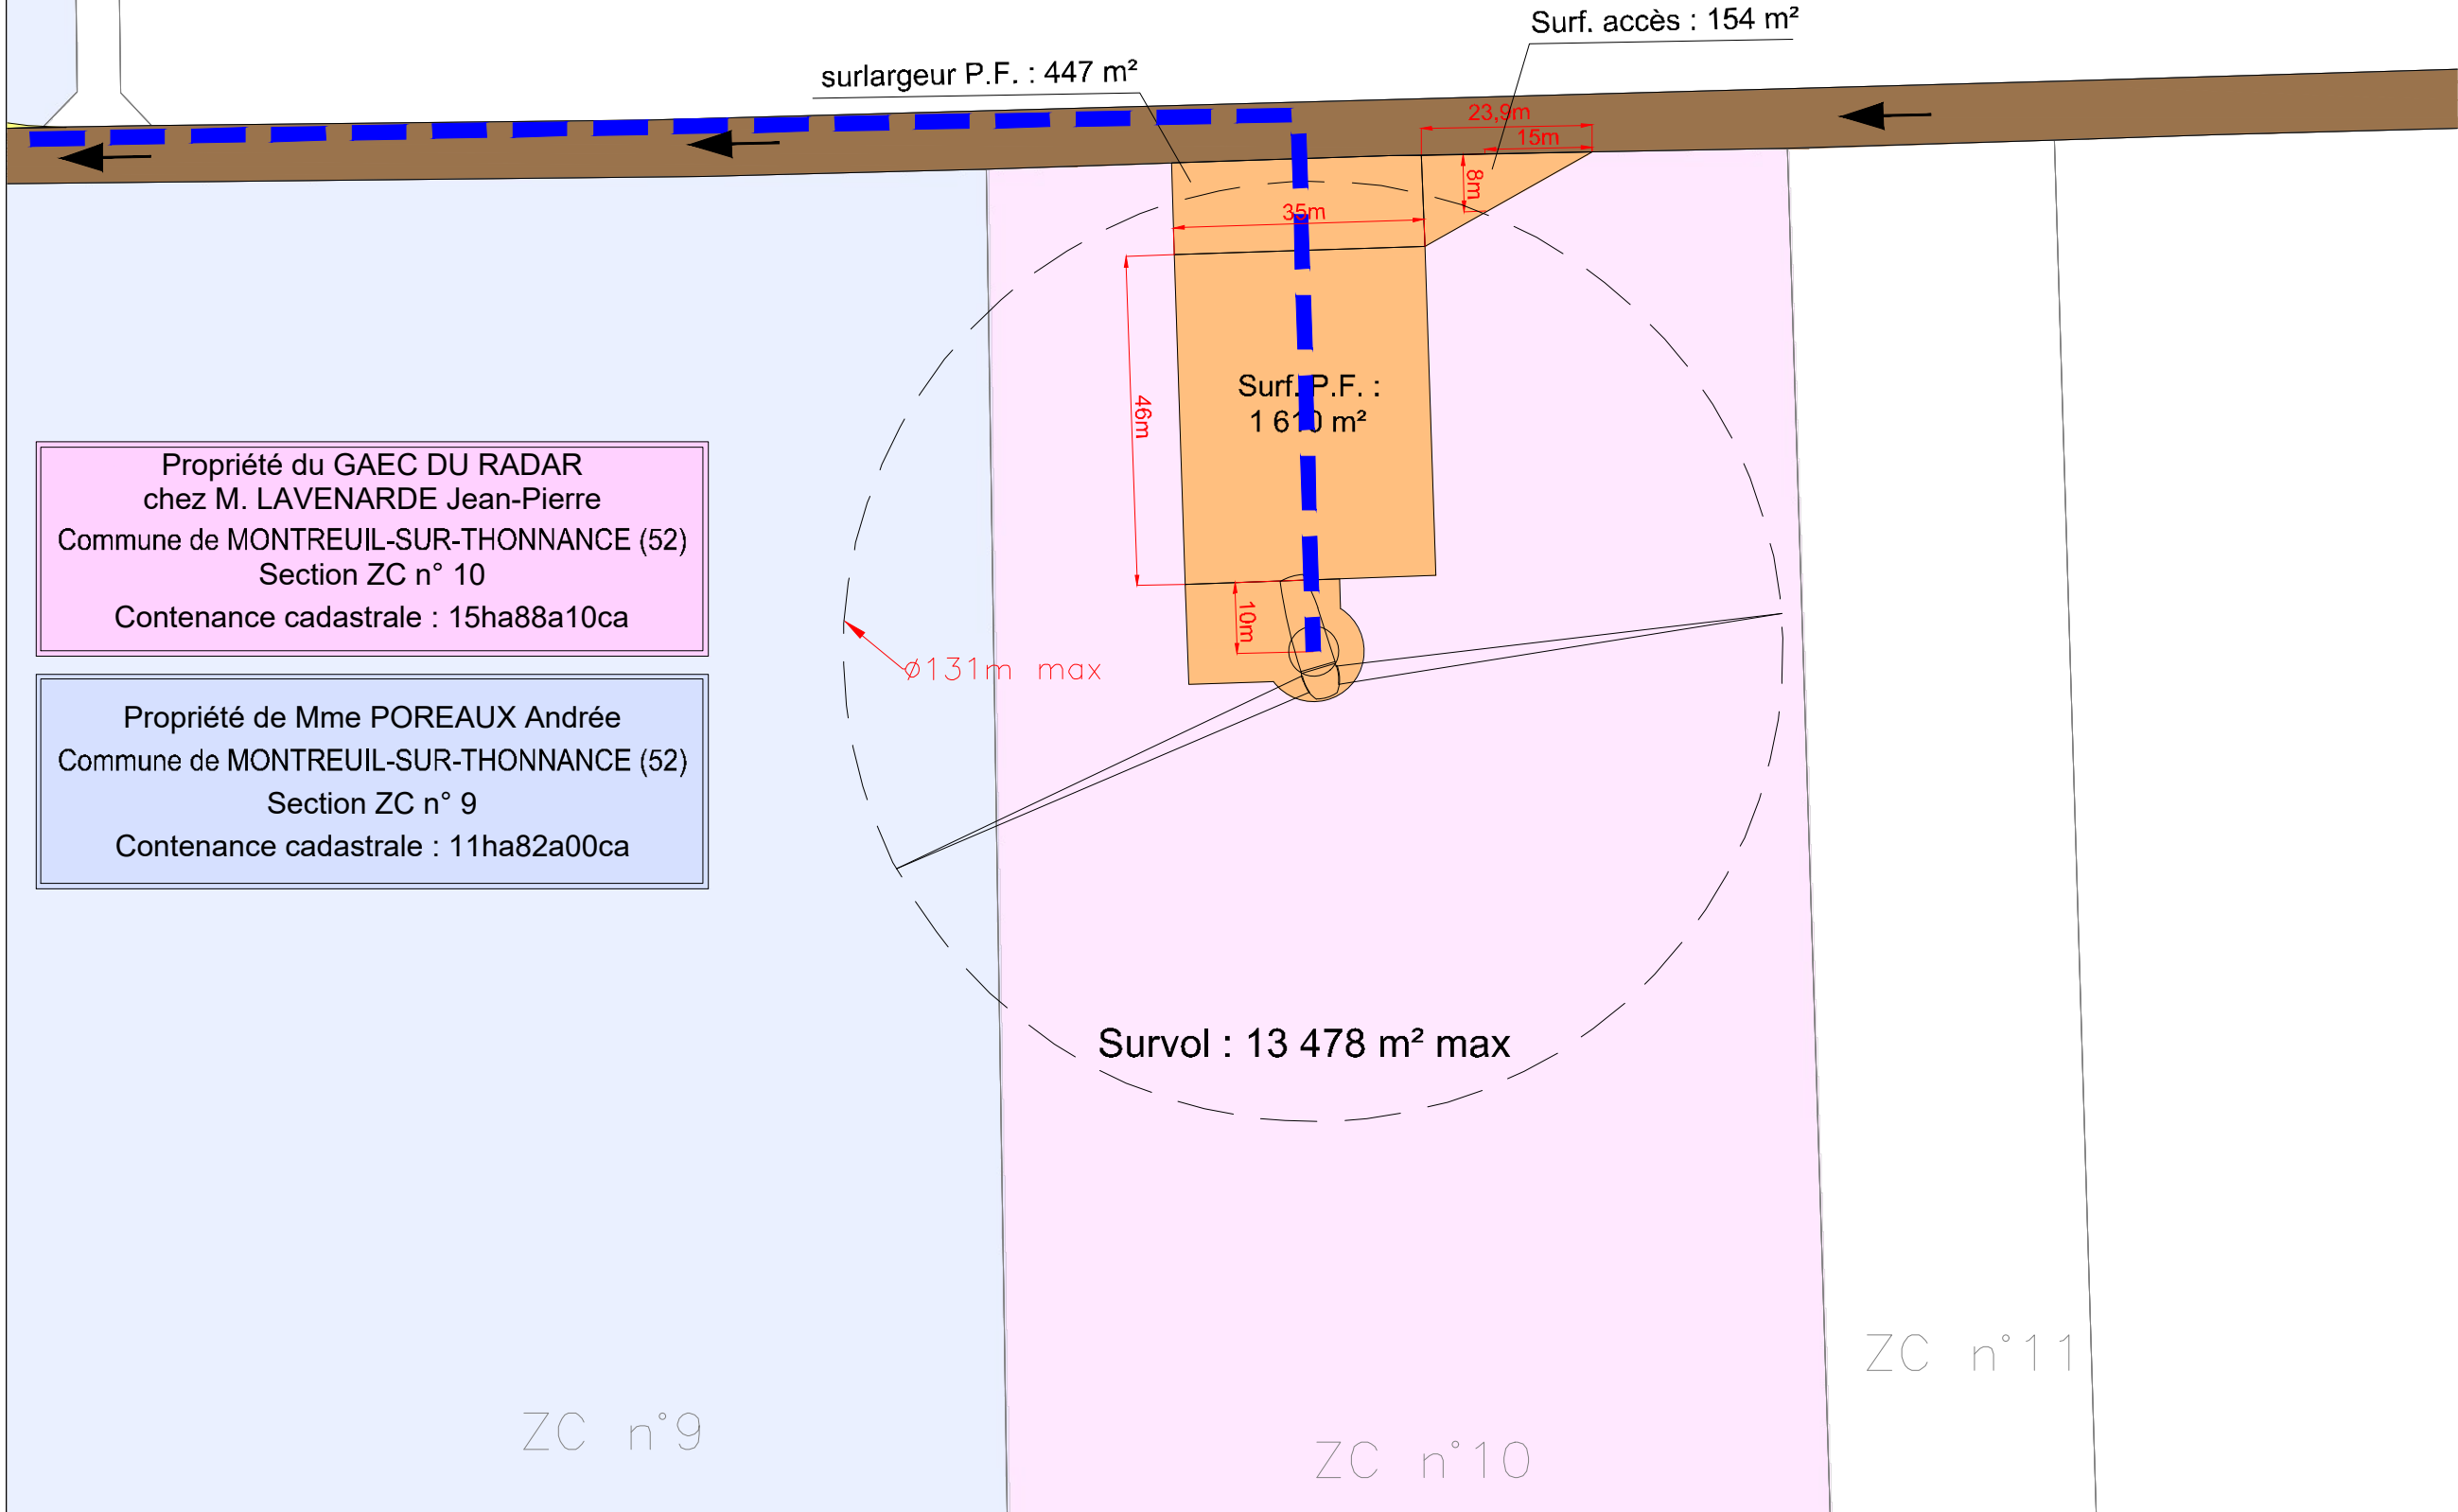 Surf. accès : 154 m²
surlargeur P.F. : 447 m²
23,9m
15m
8m
35m
46m
Surf. P.F. :
1 610 m²
10m
Propriété du GAEC DU RADAR
chez M. LAVENARDE Jean-Pierre
Commune de MONTREUIL-SUR-THONNANCE (52)
Section ZC n° 10
Contenance cadastrale : 15ha88a10ca
ø131m max
Propriété de Mme POREAUX Andrée
Commune de MONTREUIL-SUR-THONNANCE (52)
Section ZC n° 9
Contenance cadastrale : 11ha82a00ca
Survol : 13 478 m² max
ZC n°11
ZC n°9
ZC n°10